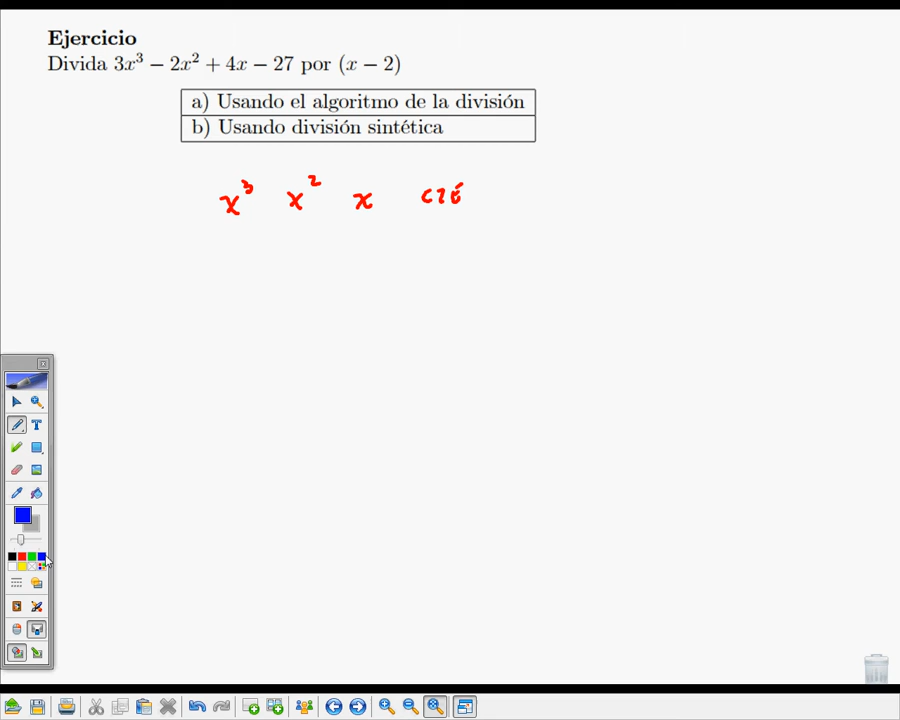 Ejercicio
Divida 3x³ − 2x² + 4x − 27 por (x − 2)
a) Usando el algoritmo de la división
b) Usando división sintética
x³ x² x cté